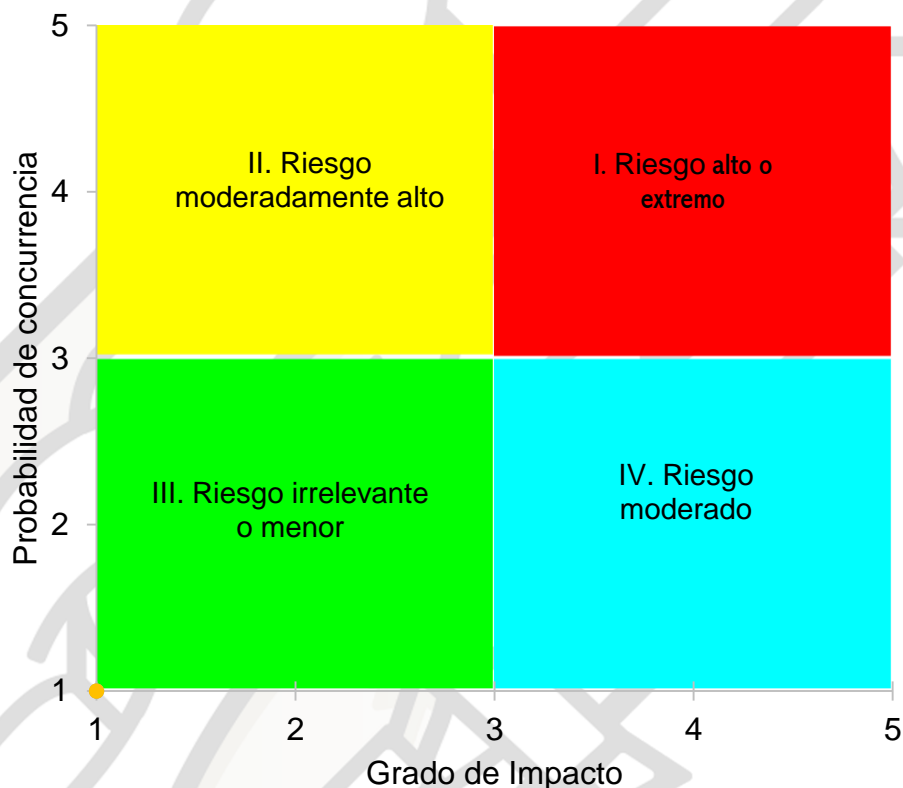 Probabilidad de concurrencia
5
4
3
2
1
II. Riesgo
moderadamente alto
I. Riesgo alto o
extremo
III. Riesgo irrelevante
o menor
IV. Riesgo
moderado
1 2 3 4 5
Grado de Impacto